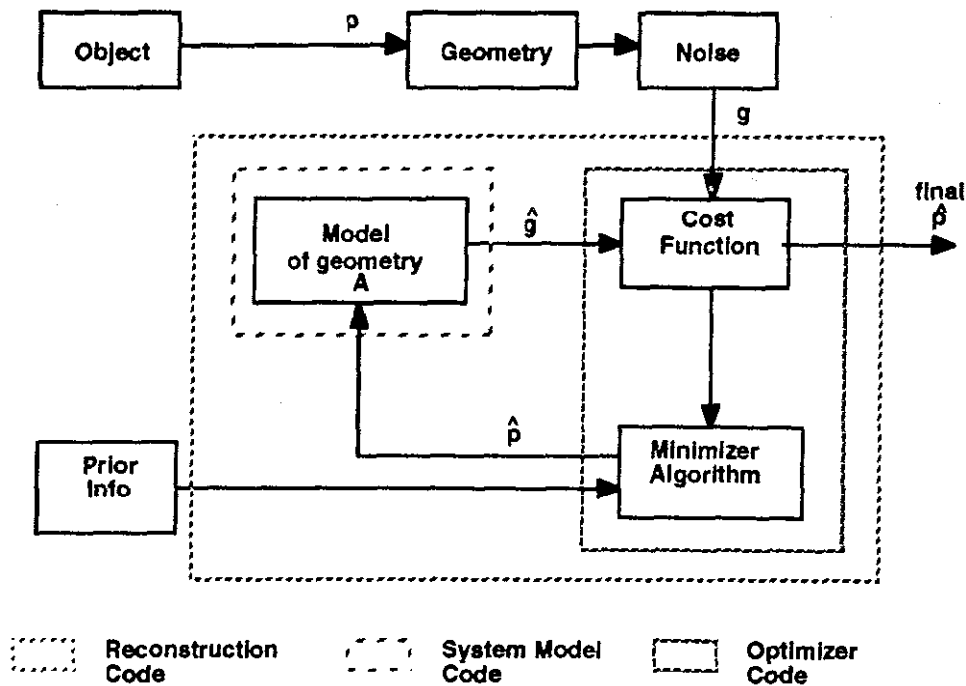 p
Object
Geometry
Noise
g
final
p̂
Cost
Function
ĝ
Model
of geometry
A
p̂
Minimizer
Algorithm
Prior
Info
Reconstruction
Code
System Model
Code
Optimizer
Code